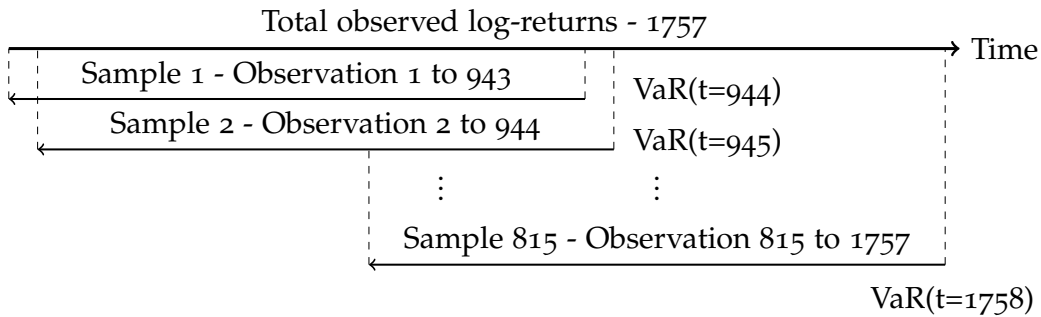 Total observed log-returns - 1757
Time
Sample 1 - Observation 1 to 943
VaR(t=944)
Sample 2 - Observation 2 to 944
VaR(t=945)
⋮ ⋮
Sample 815 - Observation 815 to 1757
VaR(t=1758)